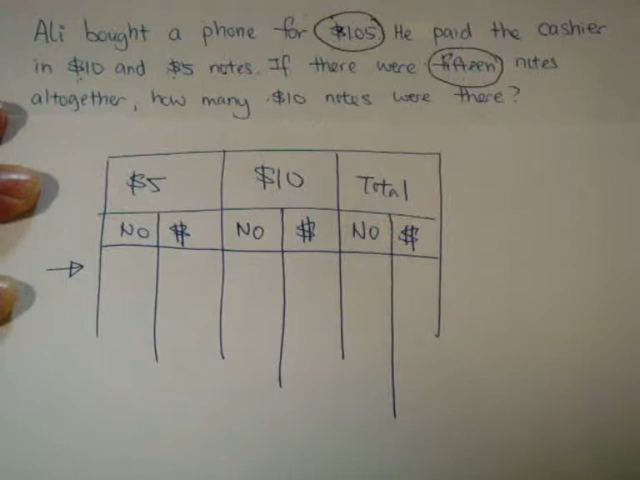 Ali bought a phone for $105. He paid the cashier
in $10 and $5 notes. If there were fifteen notes
altogether, how many $10 notes were there?
$5 $10 Total
NO $ NO $ NO $